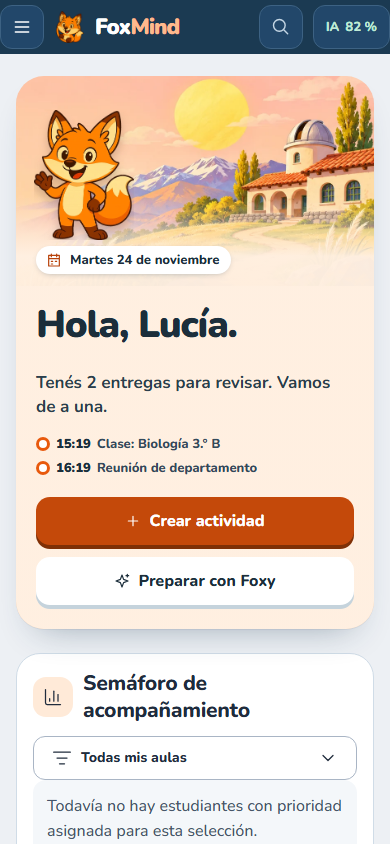 FoxMind
IA 82 %
Martes 24 de noviembre
Hola, Lucía.
Tenés 2 entregas para revisar. Vamos
de a una.
15:19 Clase: Biología 3.° B
16:19 Reunión de departamento
Crear actividad
Preparar con Foxy
Semáforo de
acompañamiento
Todas mis aulas
Todavía no hay estudiantes con prioridad
asignada para esta selección.